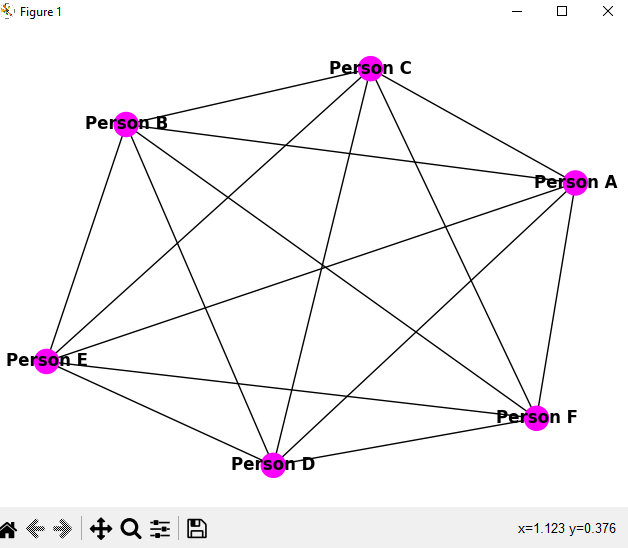 Figure 1
Person C
Person B
Person A
Person E
Person F
Person D
x=1.123 y=0.376